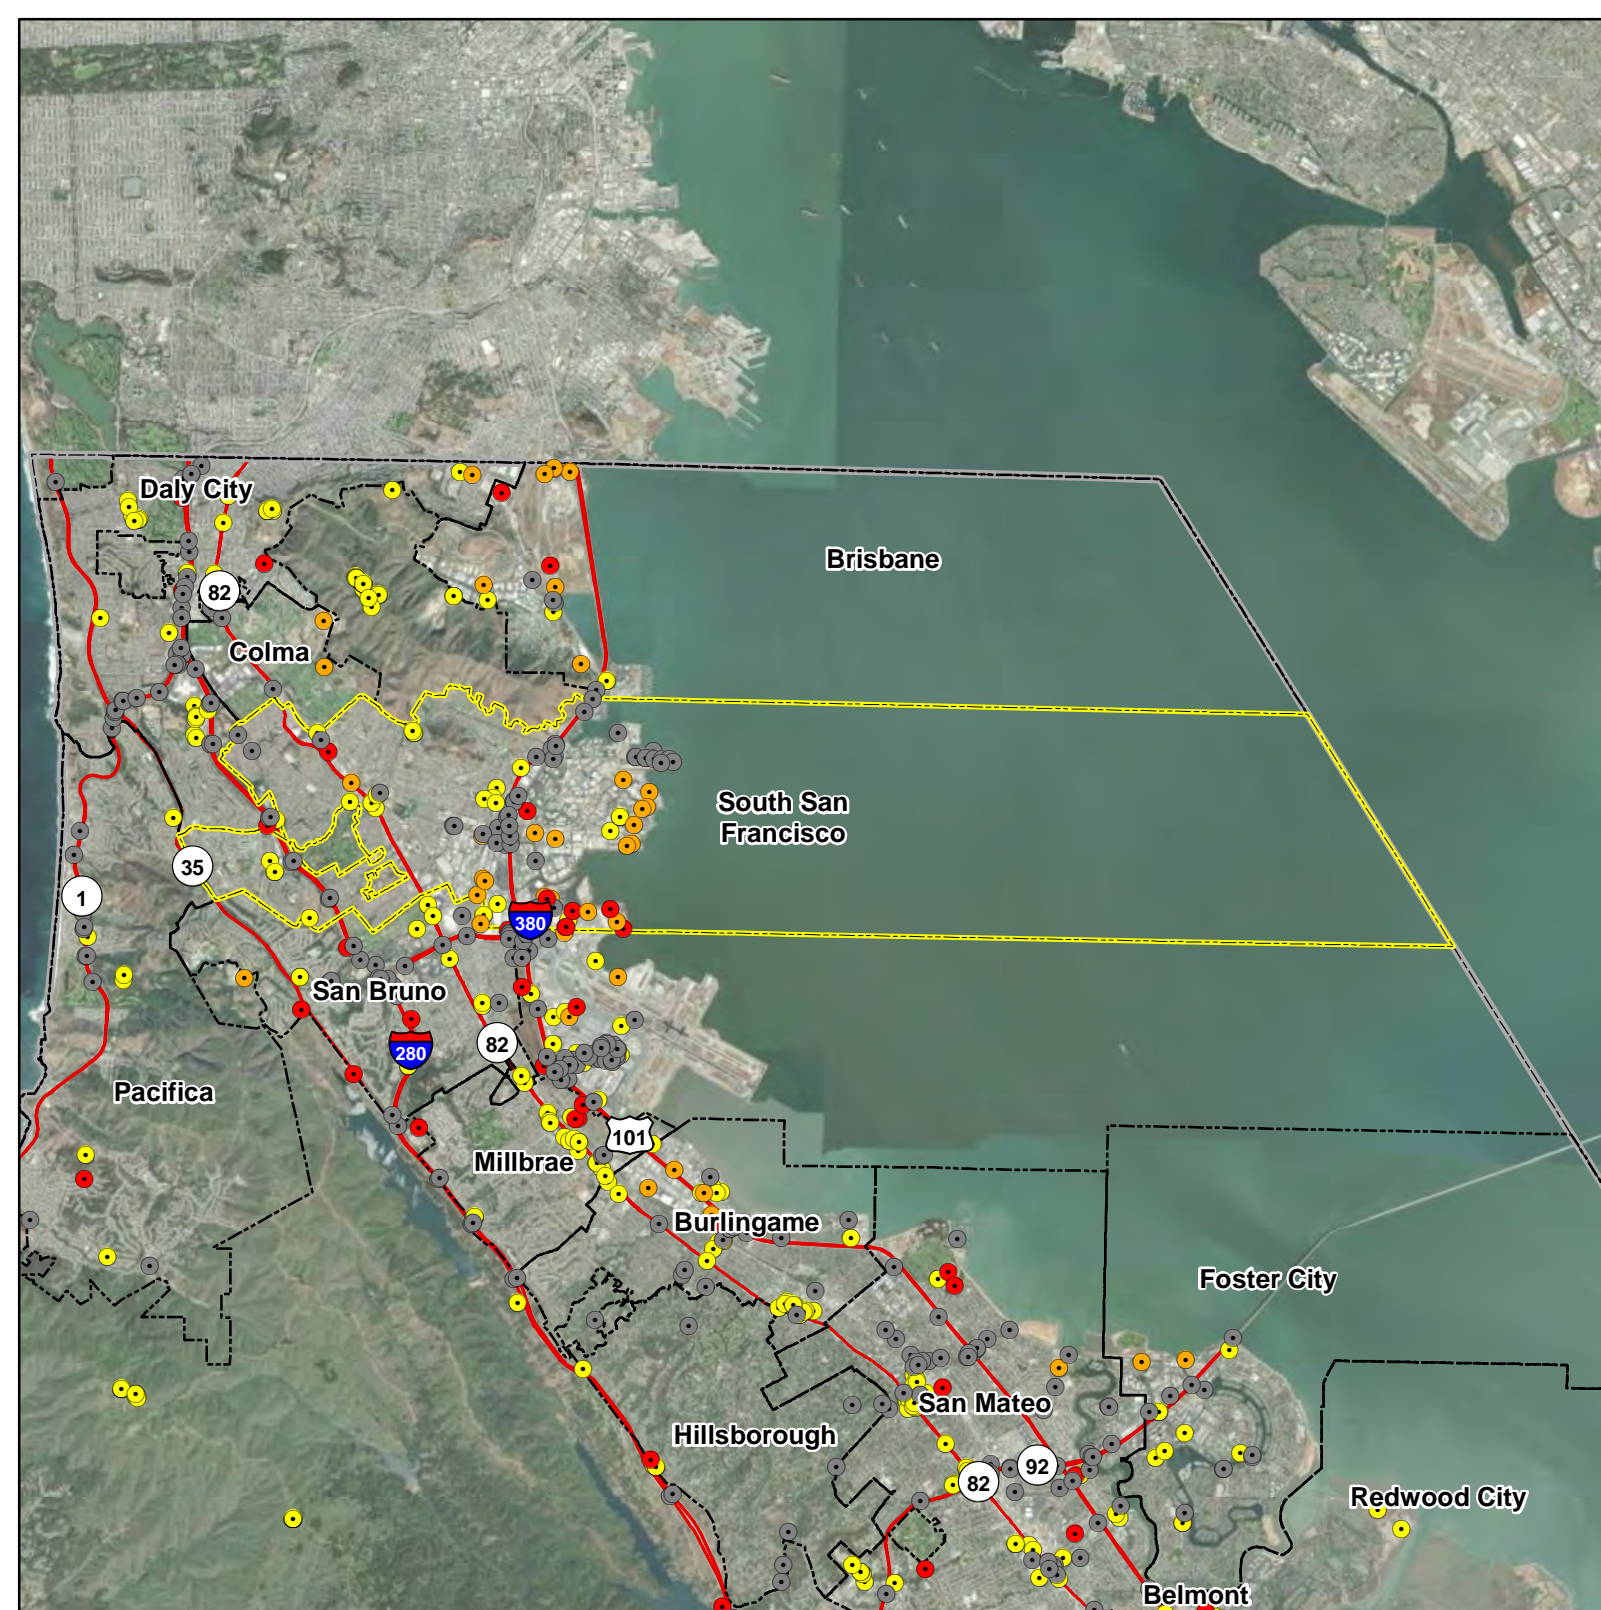 Daly City
Brisbane
82
Colma
South San
Francisco
35
1
380
San Bruno
82
280
Pacifica
101
Millbrae
Burlingame
Foster City
San Mateo
Hillsborough
92
82
Redwood City
Belmont